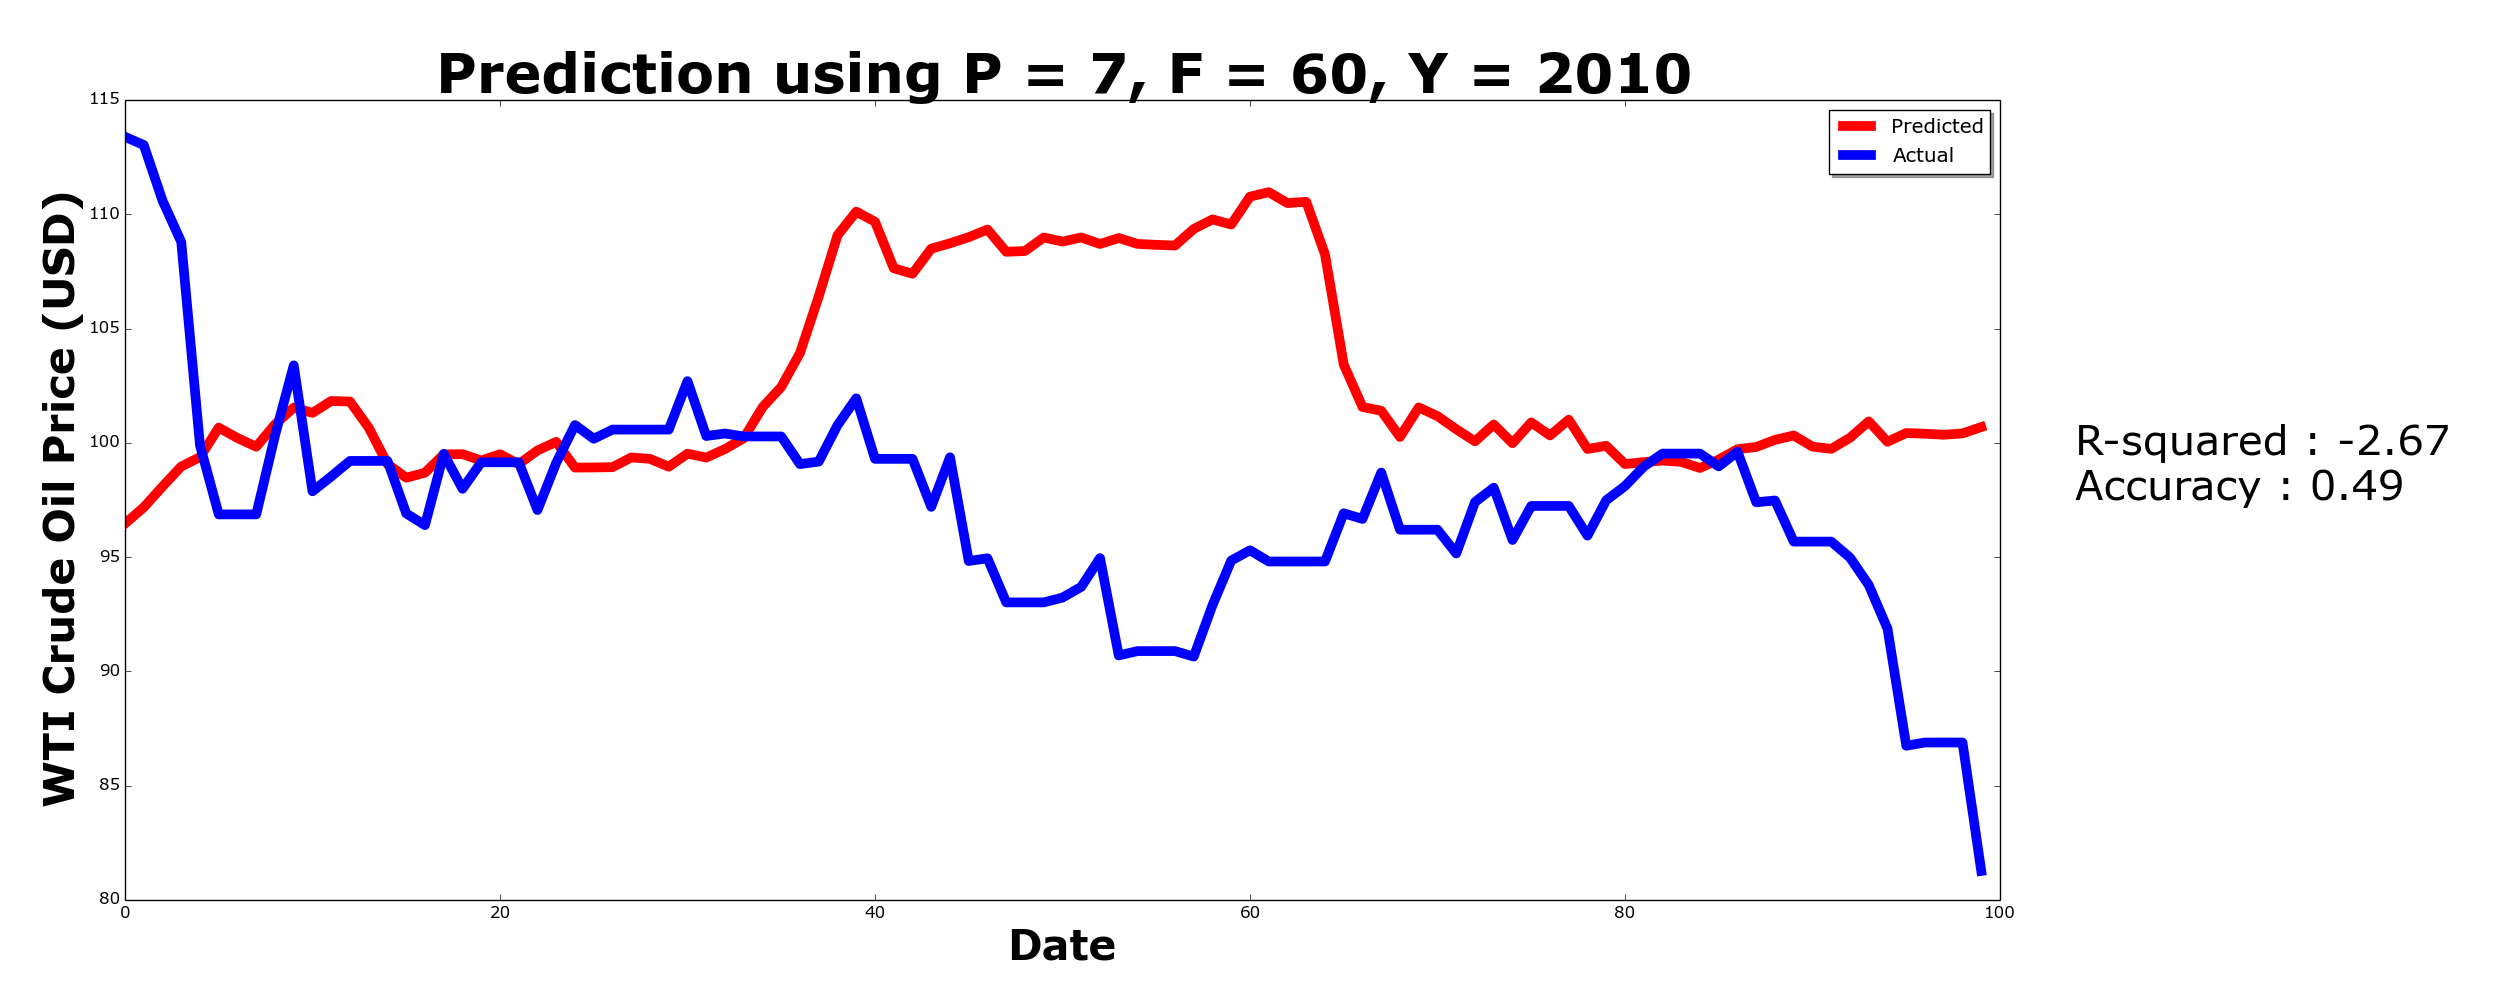 Prediction using P = 7, F = 60, Y = 2010
WTI Crude Oil Price (USD)
115
110
105
100
95
90
85
80
Predicted
Actual
R-squared : -2.67
Accuracy : 0.49
0 20 40 60 80 100
Date